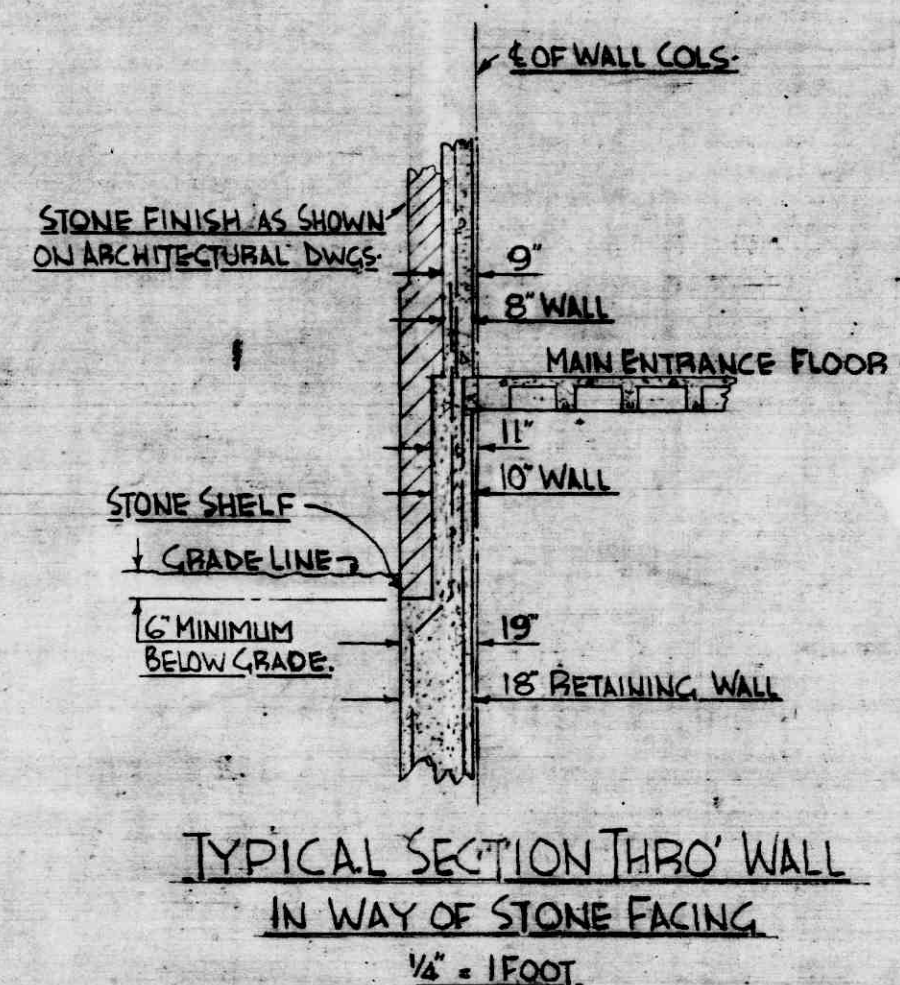 ℄ OF WALL COLS.
STONE FINISH AS SHOWN
ON ARCHITECTURAL DWGS.
9"
8" WALL
MAIN ENTRANCE FLOOR
11"
10" WALL
STONE SHELF
GRADE LINE
6" MINIMUM
BELOW GRADE.
19"
18" RETAINING WALL
TYPICAL SECTION THRO' WALL
IN WAY OF STONE FACING
1/4" = 1 FOOT